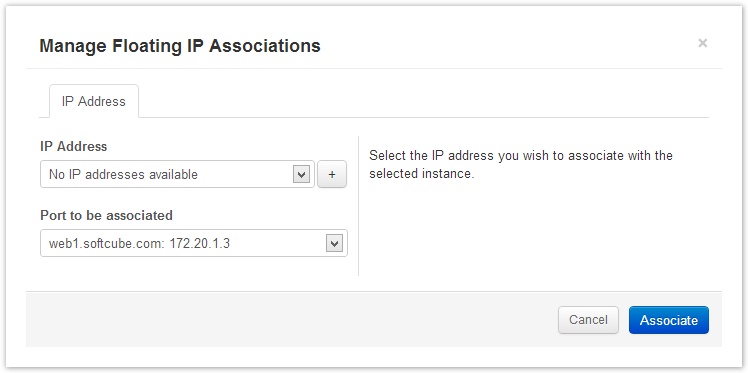 Manage Floating IP Associations
×
IP Address
IP Address
No IP addresses available
+
Select the IP address you wish to associate with the
selected instance.
Port to be associated
web1.softcube.com: 172.20.1.3
Cancel
Associate